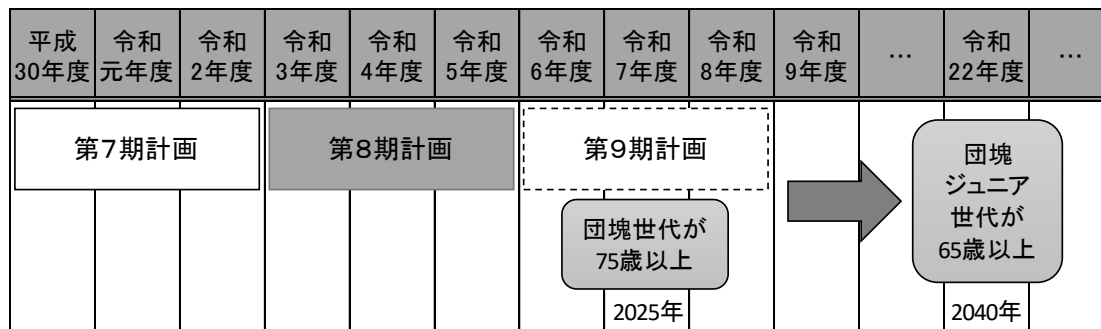 平成 令和 令和 令和 令和 令和 令和 令和 令和 令和 … 令和 …
30年度 元年度 2年度 3年度 4年度 5年度 6年度 7年度 8年度 9年度 22年度
第7期計画 第8期計画 第9期計画
団塊世代が
75歳以上
2025年
団塊
ジュニア
世代が
65歳以上
2040年